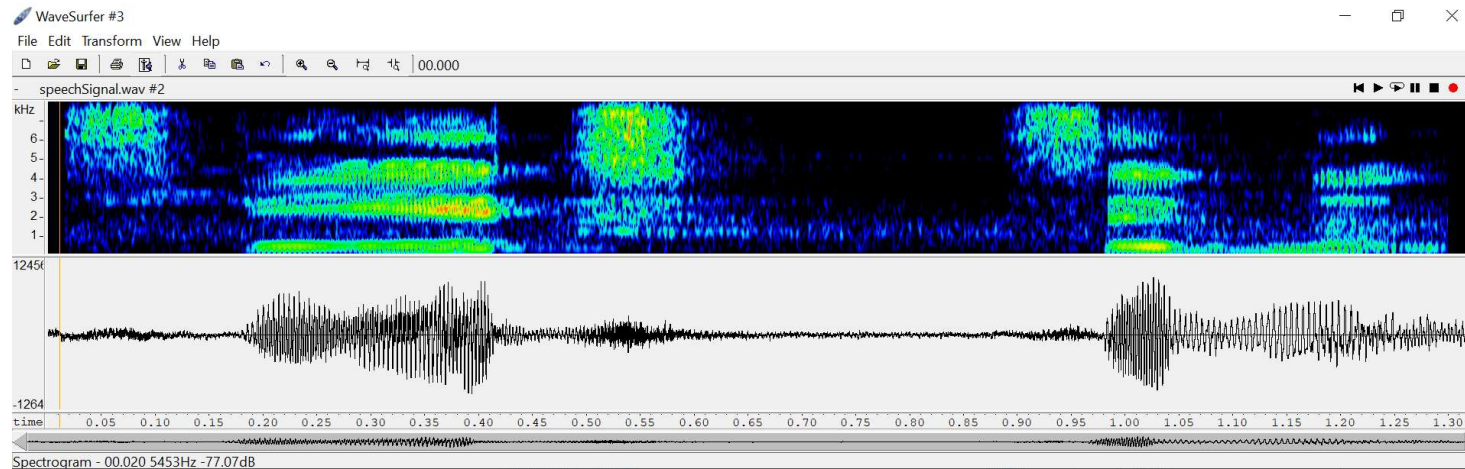 WaveSurfer #3
File Edit Transform View Help
00.000
- speechSignal.wav #2
kHz
6
5
4
3
2
1
12456
-1264
time 0.05 0.10 0.15 0.20 0.25 0.30 0.35 0.40 0.45 0.50 0.55 0.60 0.65 0.70 0.75 0.80 0.85 0.90 0.95 1.00 1.05 1.10 1.15 1.20 1.25 1.30
Spectrogram - 00.020 5453Hz -77.07dB